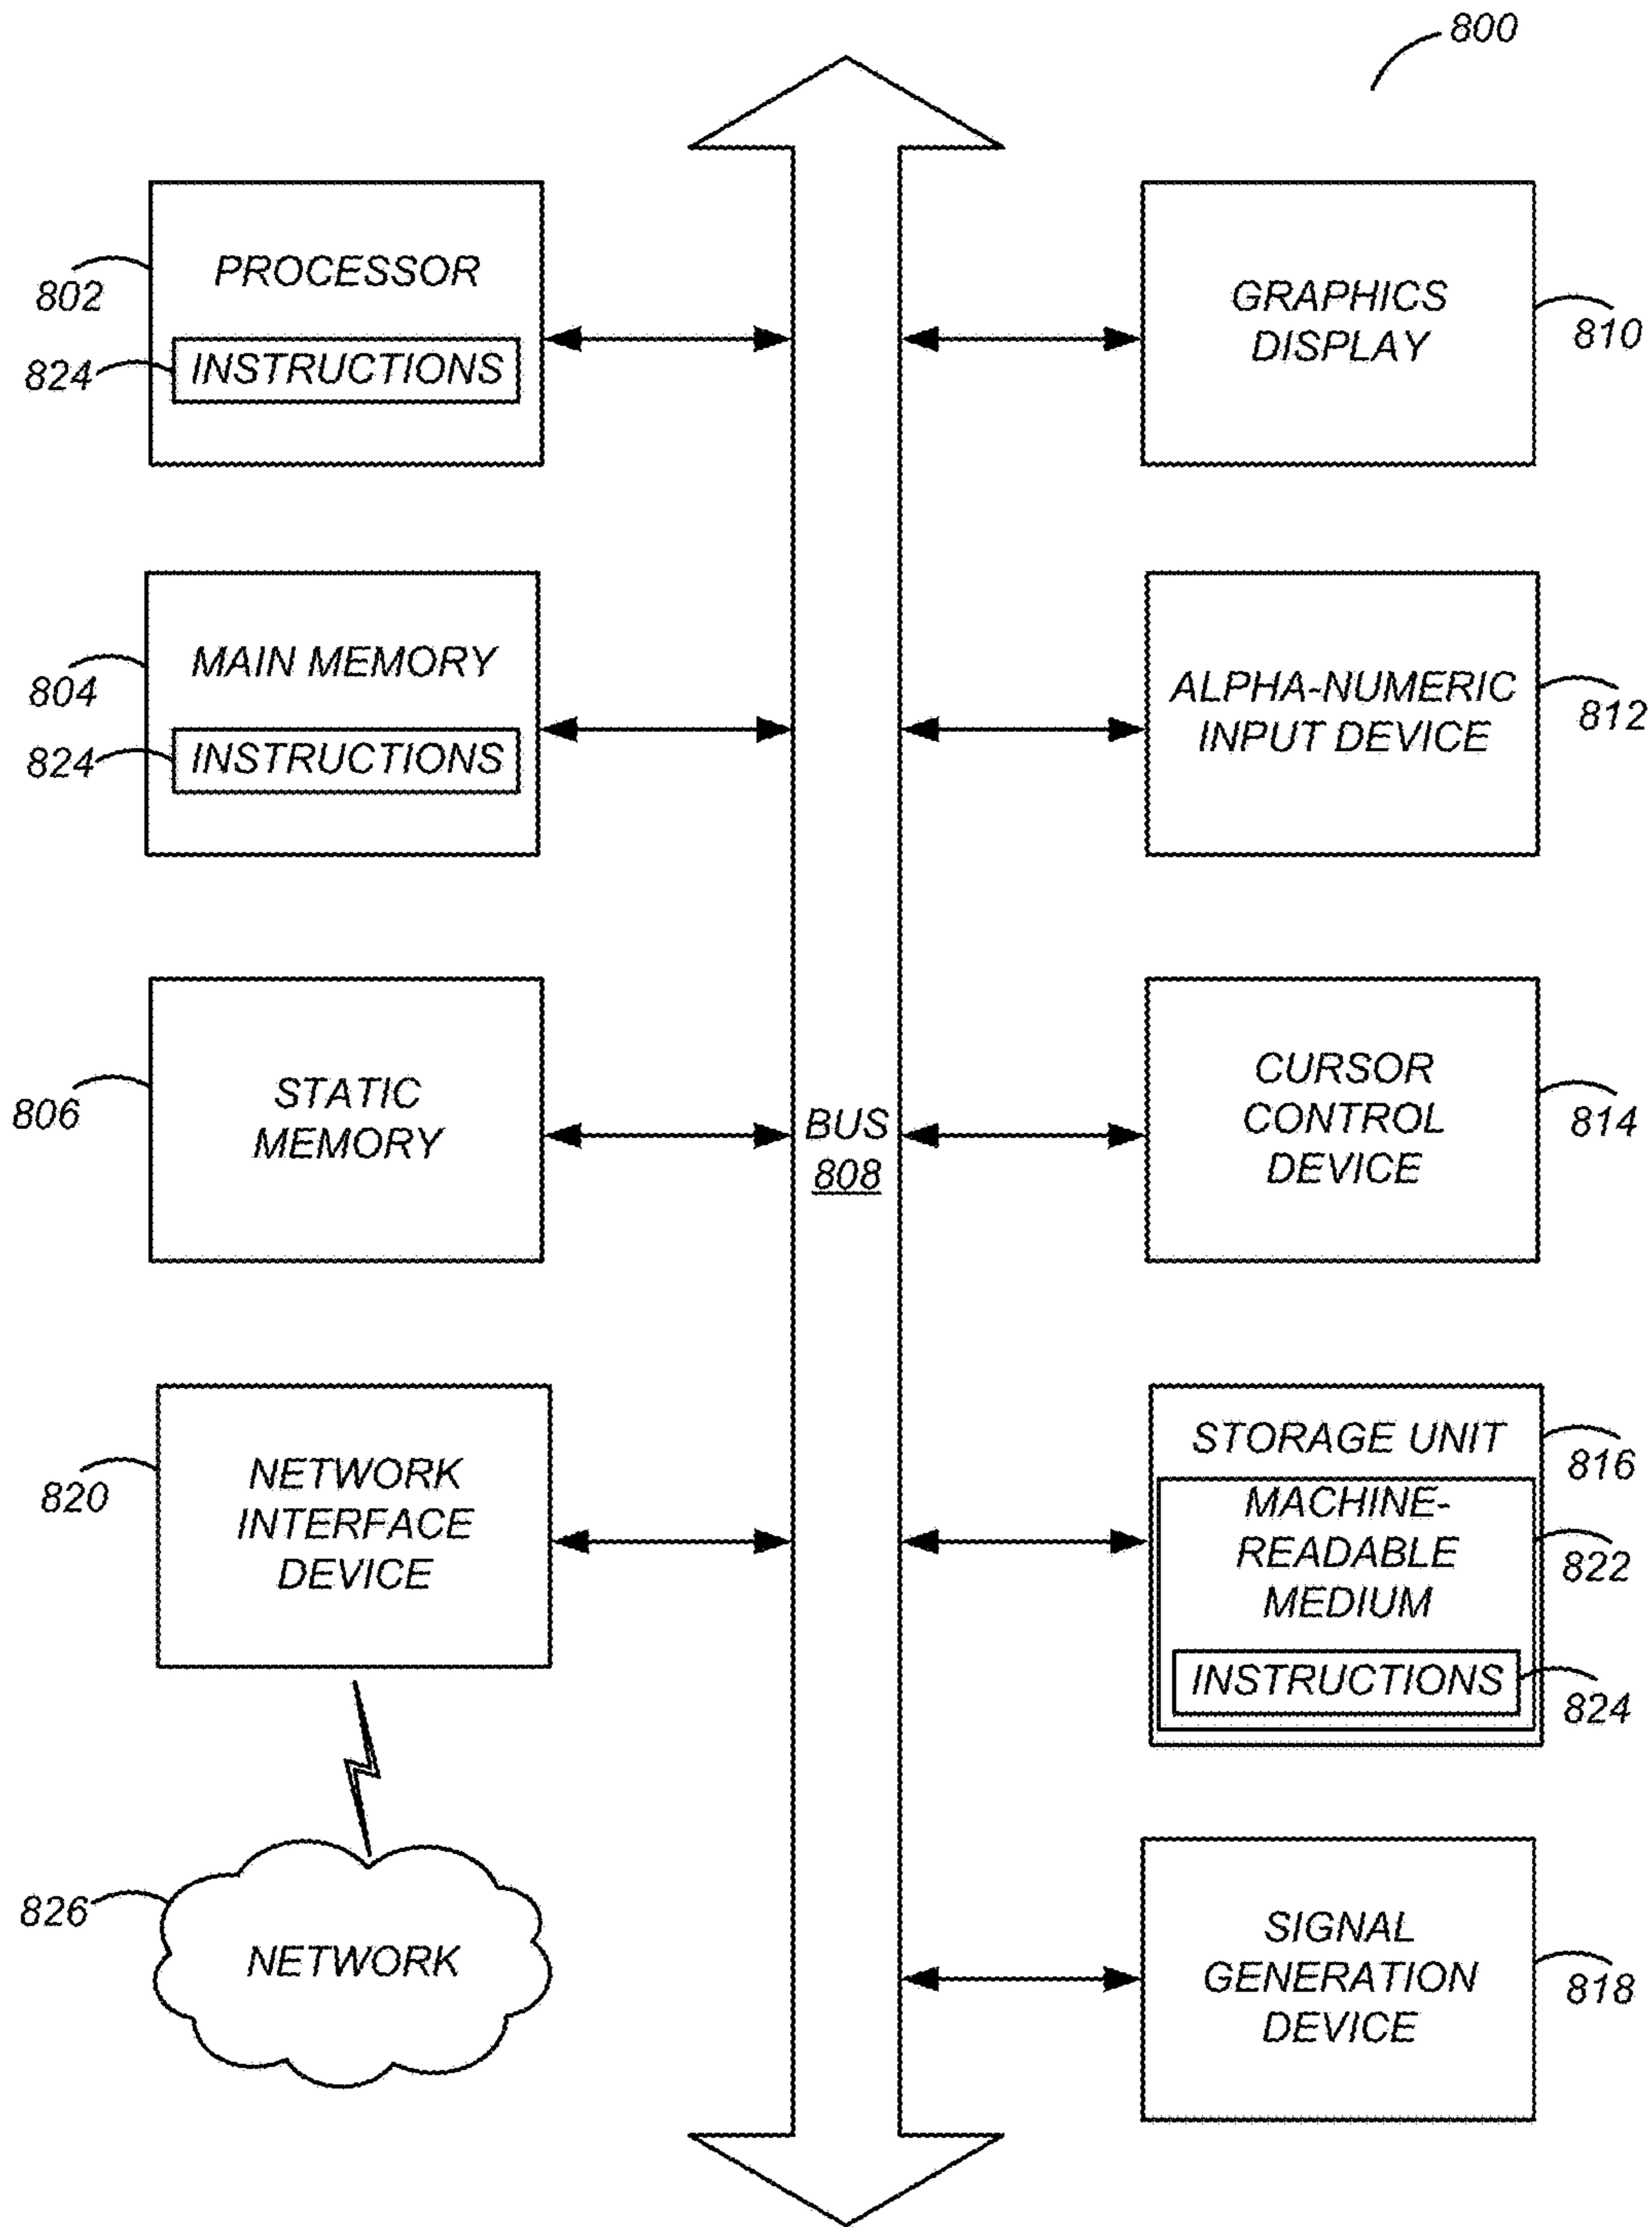 800
PROCESSOR
802
824
INSTRUCTIONS
GRAPHICS
DISPLAY
810
MAIN MEMORY
804
824
INSTRUCTIONS
ALPHA-NUMERIC
INPUT DEVICE
812
STATIC
MEMORY
806
BUS
808
CURSOR
CONTROL
DEVICE
814
NETWORK
INTERFACE
DEVICE
820
STORAGE UNIT
816
MACHINE-
READABLE
MEDIUM
822
INSTRUCTIONS
824
826
NETWORK
SIGNAL
GENERATION
DEVICE
818